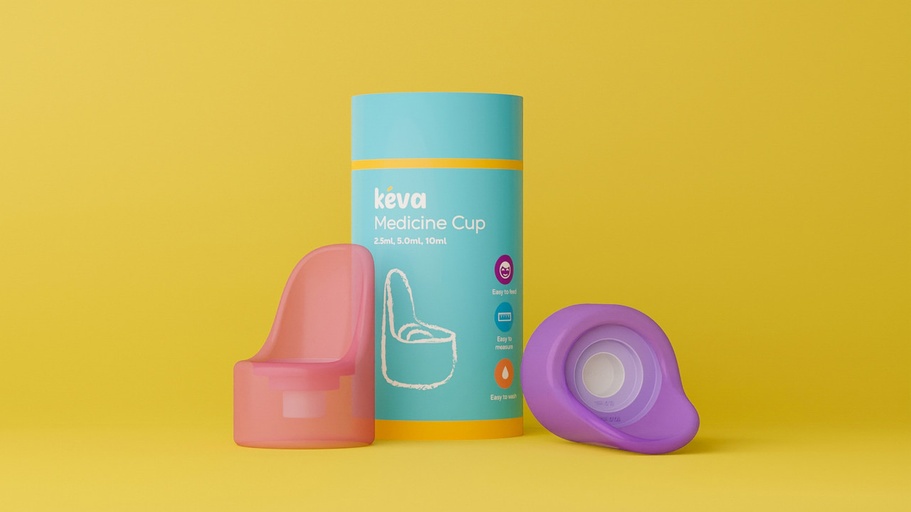 kéva
Medicine Cup
2.5ml, 5.0ml, 10ml
Easy to feed
Easy to
measure
Easy to wash